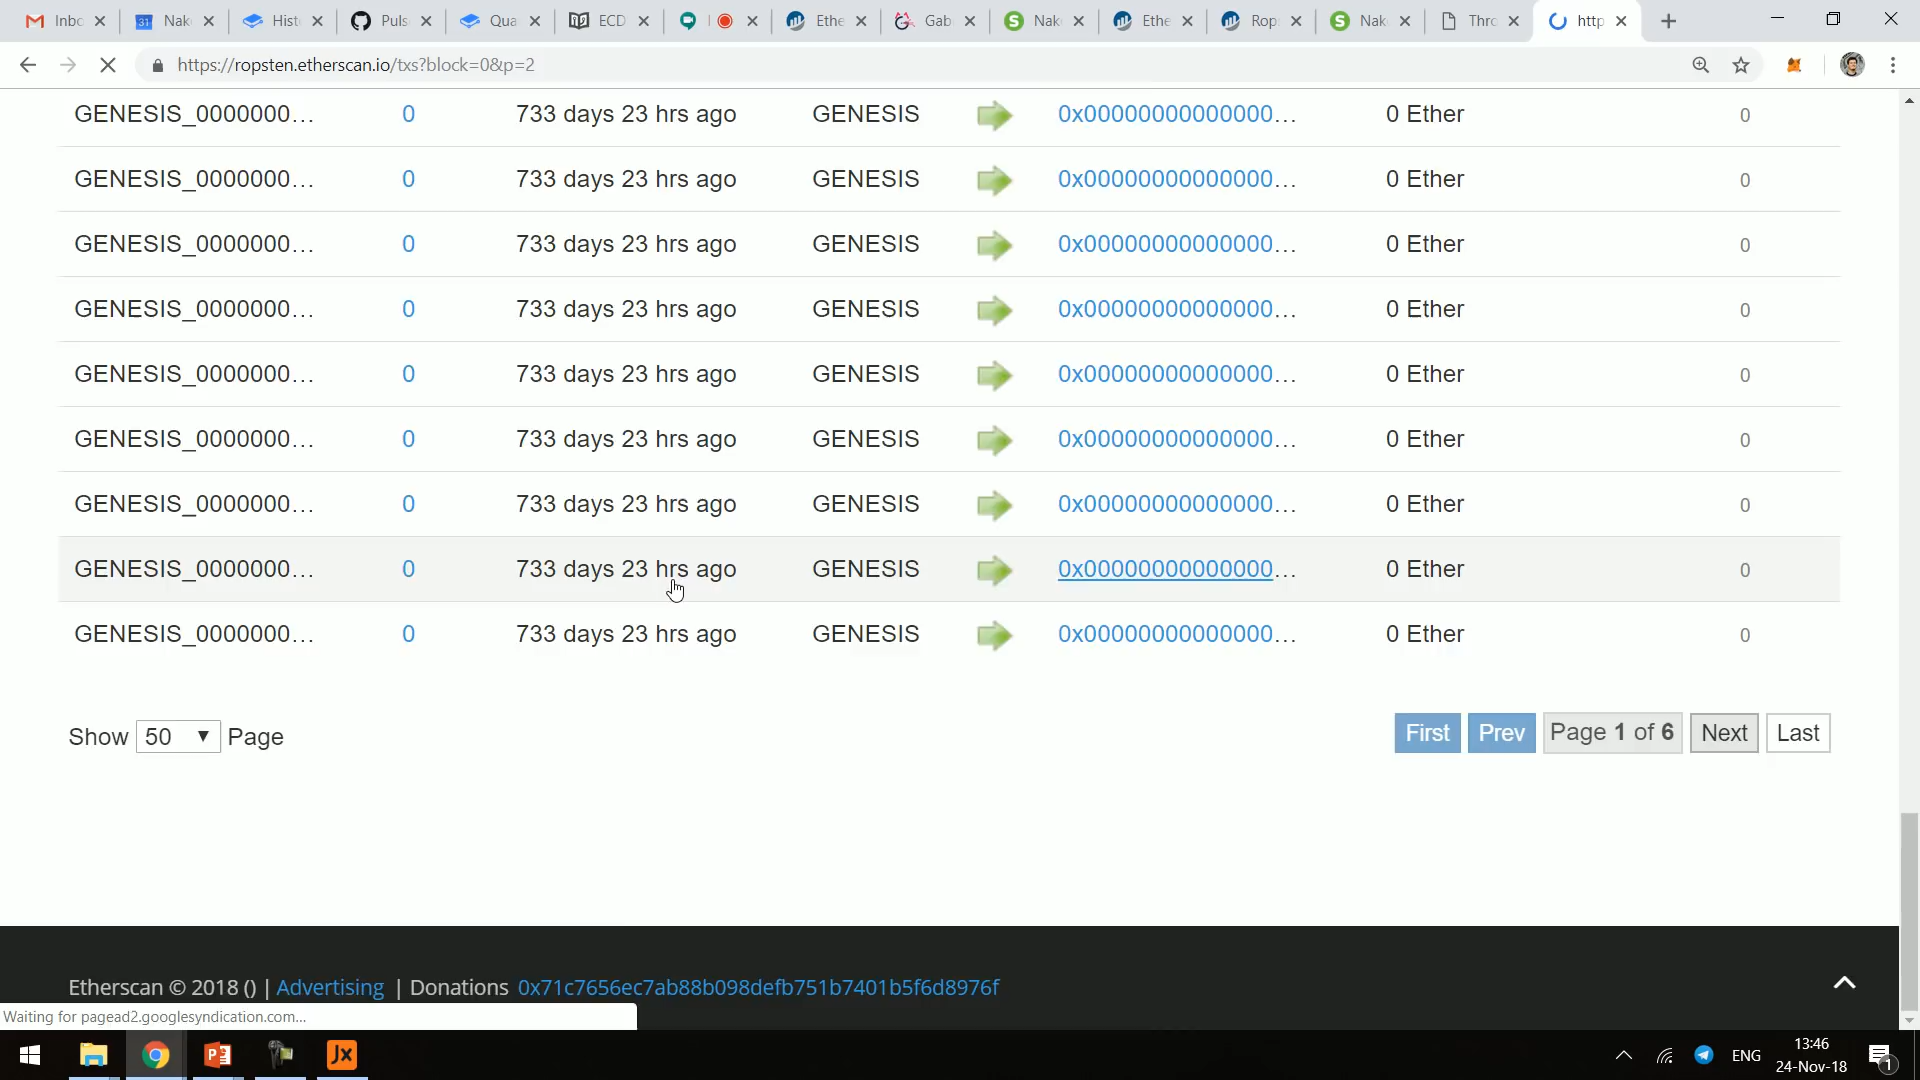 Inbo Nak Hist Puls Qua ECD Ethe Gab Nak Ethe Rop Nak Thro http
https://ropsten.etherscan.io/txs?block=0&p=2
GENESIS_0000000... 0 733 days 23 hrs ago GENESIS 0x00000000000000... 0 Ether 0
GENESIS_0000000... 0 733 days 23 hrs ago GENESIS 0x00000000000000... 0 Ether 0
GENESIS_0000000... 0 733 days 23 hrs ago GENESIS 0x00000000000000... 0 Ether 0
GENESIS_0000000... 0 733 days 23 hrs ago GENESIS 0x00000000000000... 0 Ether 0
GENESIS_0000000... 0 733 days 23 hrs ago GENESIS 0x00000000000000... 0 Ether 0
GENESIS_0000000... 0 733 days 23 hrs ago GENESIS 0x00000000000000... 0 Ether 0
GENESIS_0000000... 0 733 days 23 hrs ago GENESIS 0x00000000000000... 0 Ether 0
GENESIS_0000000... 0 733 days 23 hrs ago GENESIS 0x00000000000000... 0 Ether 0
GENESIS_0000000... 0 733 days 23 hrs ago GENESIS 0x00000000000000... 0 Ether 0
Show 50 Page First Prev Page 1 of 6 Next Last
Etherscan © 2018 () | Advertising | Donations 0x71c7656ec7ab88b098defb751b7401b5f6d8976f
Waiting for pagead2.googlesyndication.com...
ENG 13:46
24-Nov-18 1